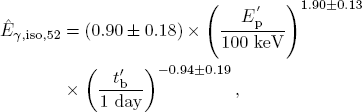 Ê_γ,iso,52 = (0.90 ± 0.18) × (E′_p / 100 keV)^1.90±0.13
× (t′_b / 1 day)^−0.94±0.19,